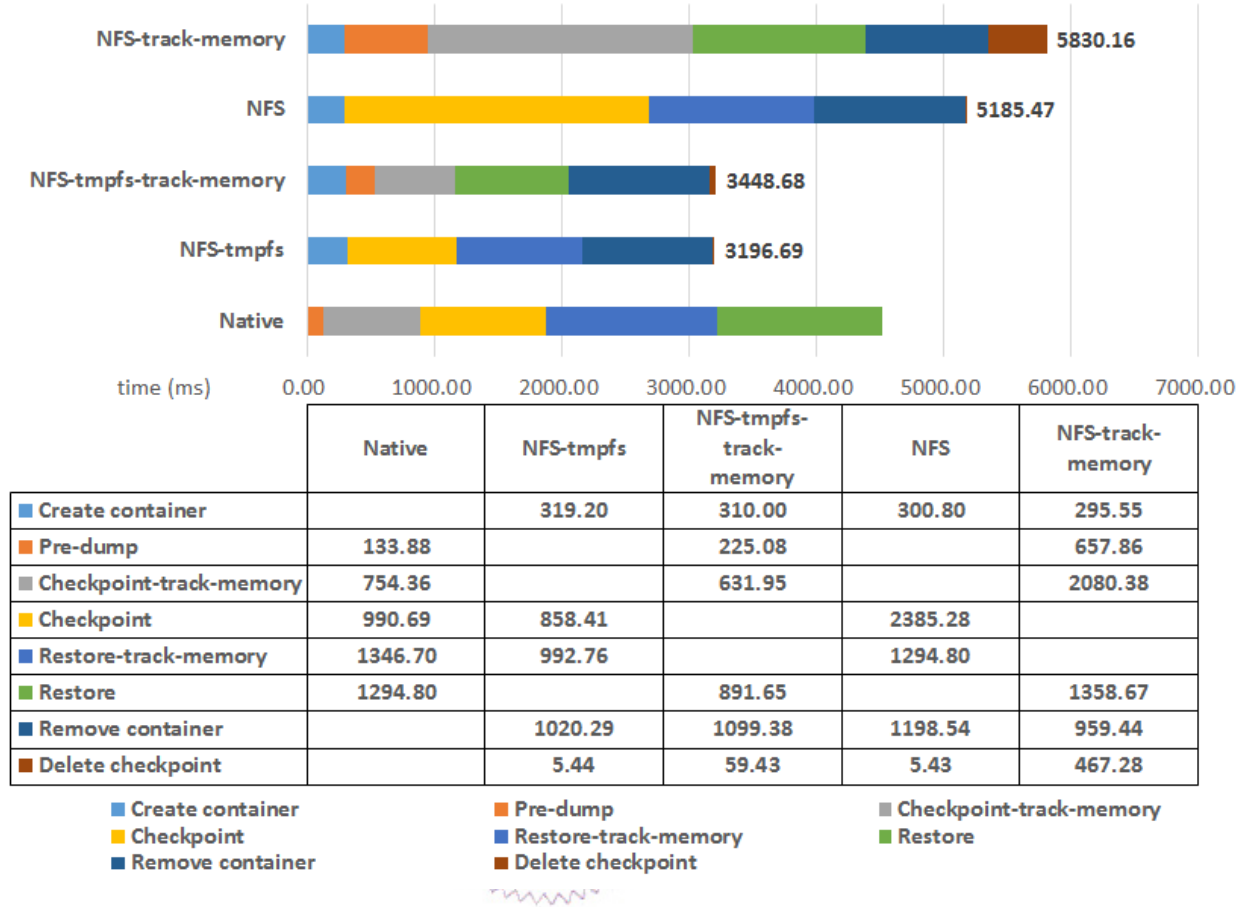 NFS-track-memory 5830.16
NFS 5185.47
NFS-tmpfs-track-memory 3448.68
NFS-tmpfs 3196.69
Native
time (ms) 0.00 1000.00 2000.00 3000.00 4000.00 5000.00 6000.00 7000.00
Native NFS-tmpfs NFS-tmpfs-track-memory NFS NFS-track-memory
Create container 319.20 310.00 300.80 295.55
Pre-dump 133.88 225.08 657.86
Checkpoint-track-memory 754.36 631.95 2080.38
Checkpoint 990.69 858.41 2385.28
Restore-track-memory 1346.70 992.76 1294.80
Restore 1294.80 891.65 1358.67
Remove container 1020.29 1099.38 1198.54 959.44
Delete checkpoint 5.44 59.43 5.43 467.28
Create container Pre-dump Checkpoint-track-memory
Checkpoint Restore-track-memory Restore
Remove container Delete checkpoint